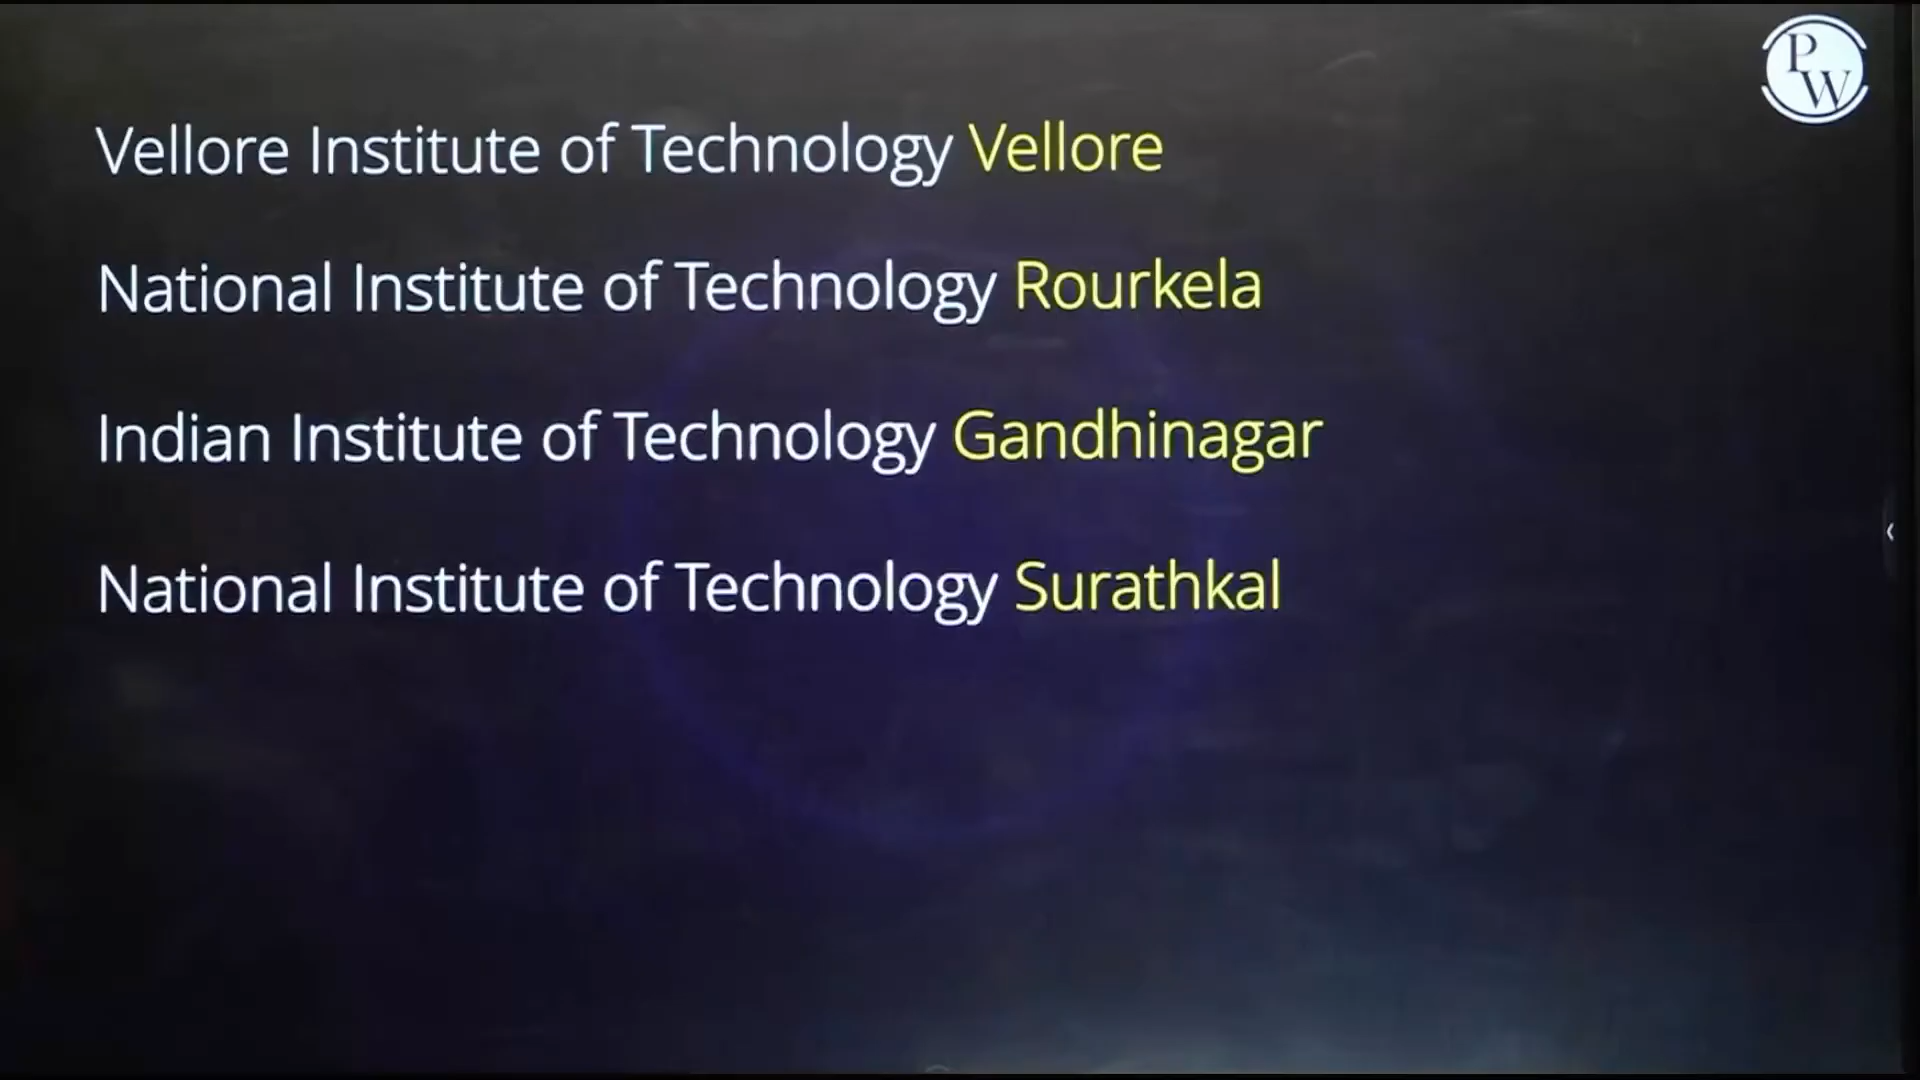 PW
Vellore Institute of Technology Vellore
National Institute of Technology Rourkela
Indian Institute of Technology Gandhinagar
National Institute of Technology Surathkal